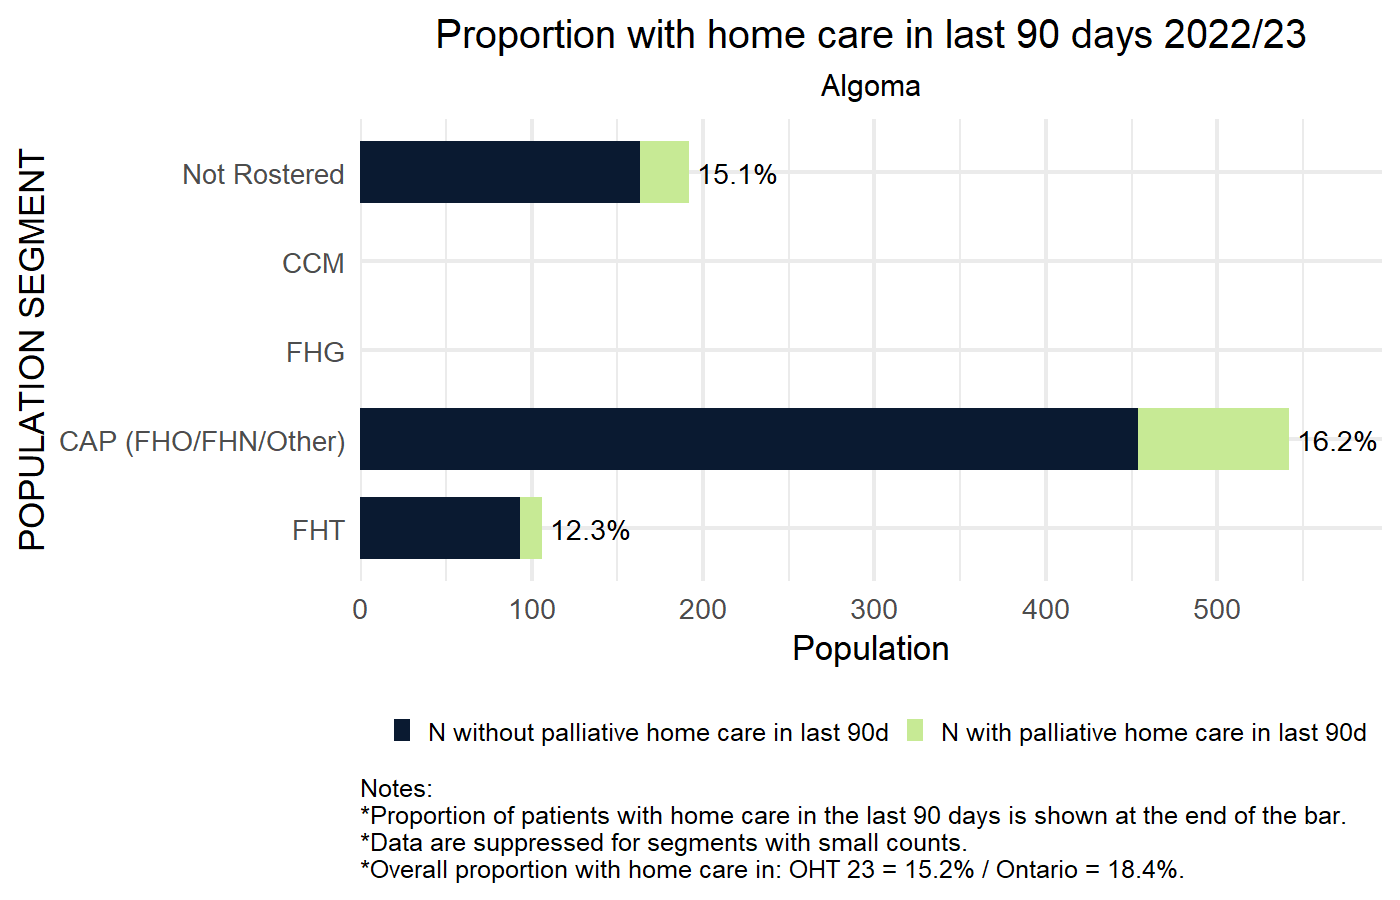 Proportion with home care in last 90 days 2022/23
Algoma
POPULATION SEGMENT
Not Rostered
15.1%
CCM
FHG
CAP (FHO/FHN/Other)
16.2%
FHT
12.3%
0 100 200 300 400 500
Population
N without palliative home care in last 90d N with palliative home care in last 90d
Notes:
*Proportion of patients with home care in the last 90 days is shown at the end of the bar.
*Data are suppressed for segments with small counts.
*Overall proportion with home care in: OHT 23 = 15.2% / Ontario = 18.4%.